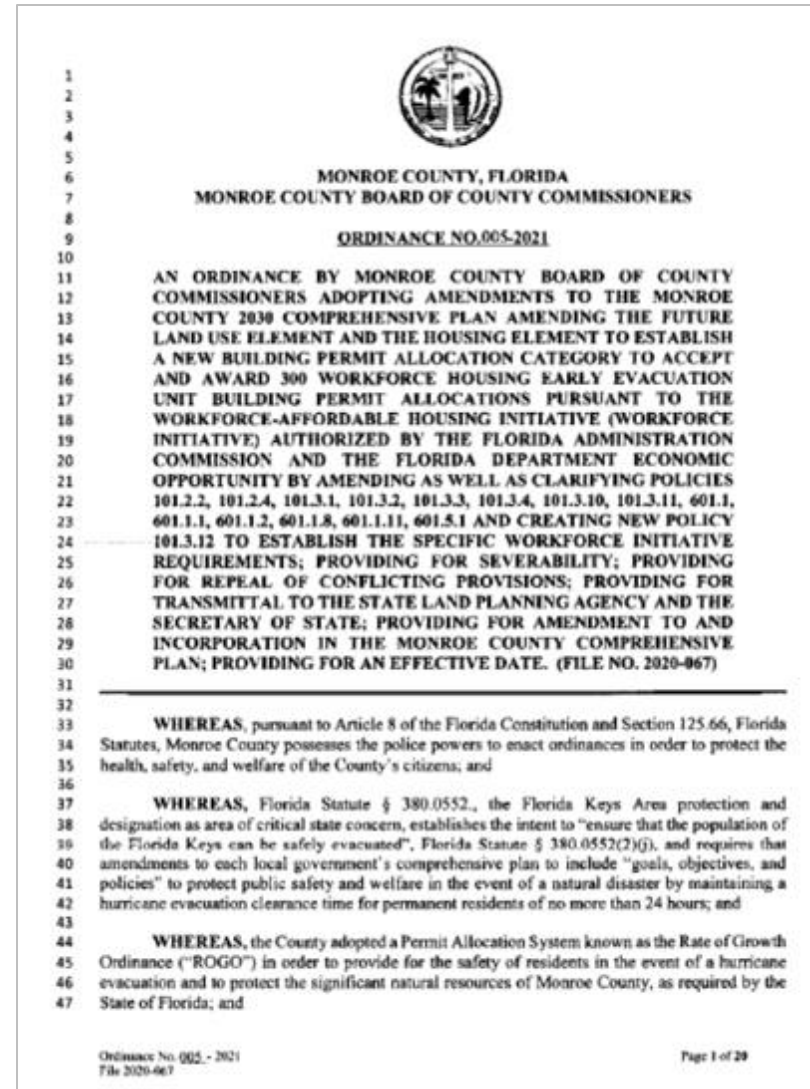 1
2
3
4
5
6 MONROE COUNTY, FLORIDA
7 MONROE COUNTY BOARD OF COUNTY COMMISSIONERS
8
9 ORDINANCE NO.005-2021
10
11 AN ORDINANCE BY MONROE COUNTY BOARD OF COUNTY
12 COMMISSIONERS ADOPTING AMENDMENTS TO THE MONROE
13 COUNTY 2030 COMPREHENSIVE PLAN AMENDING THE FUTURE
14 LAND USE ELEMENT AND THE HOUSING ELEMENT TO ESTABLISH
15 A NEW BUILDING PERMIT ALLOCATION CATEGORY TO ACCEPT
16 AND AWARD 300 WORKFORCE HOUSING EARLY EVACUATION
17 UNIT BUILDING PERMIT ALLOCATIONS PURSUANT TO THE
18 WORKFORCE-AFFORDABLE HOUSING INITIATIVE (WORKFORCE
19 INITIATIVE) AUTHORIZED BY THE FLORIDA ADMINISTRATION
20 COMMISSION AND THE FLORIDA DEPARTMENT ECONOMIC
21 OPPORTUNITY BY AMENDING AS WELL AS CLARIFYING POLICIES
22 101.2.2, 101.2.4, 101.3.1, 101.3.2, 101.3.3, 101.3.4, 101.3.10, 101.3.11, 601.1,
23 601.1.1, 601.1.2, 601.1.8, 601.1.11, 601.5.1 AND CREATING NEW POLICY
24 101.3.12 TO ESTABLISH THE SPECIFIC WORKFORCE INITIATIVE
25 REQUIREMENTS; PROVIDING FOR SEVERABILITY; PROVIDING
26 FOR REPEAL OF CONFLICTING PROVISIONS; PROVIDING FOR
27 TRANSMITTAL TO THE STATE LAND PLANNING AGENCY AND THE
28 SECRETARY OF STATE; PROVIDING FOR AMENDMENT TO AND
29 INCORPORATION IN THE MONROE COUNTY COMPREHENSIVE
30 PLAN; PROVIDING FOR AN EFFECTIVE DATE. (FILE NO. 2020-067)
31
32
33 WHEREAS, pursuant to Article 8 of the Florida Constitution and Section 125.66, Florida
34 Statutes, Monroe County possesses the police powers to enact ordinances in order to protect the
35 health, safety, and welfare of the County's citizens; and
36
37 WHEREAS, Florida Statute § 380.0552., the Florida Keys Area protection and
38 designation as area of critical state concern, establishes the intent to "ensure that the population of
39 the Florida Keys can be safely evacuated", Florida Statute § 380.0552(2)(j), and requires that
40 amendments to each local government's comprehensive plan to include "goals, objectives, and
41 policies" to protect public safety and welfare in the event of a natural disaster by maintaining a
42 hurricane evacuation clearance time for permanent residents of no more than 24 hours; and
43
44 WHEREAS, the County adopted a Permit Allocation System known as the Rate of Growth
45 Ordinance ("ROGO") in order to provide for the safety of residents in the event of a hurricane
46 evacuation and to protect the significant natural resources of Monroe County, as required by the
47 State of Florida; and
Ordinance No. 005 - 2021 Page 1 of 20
File 2020-067